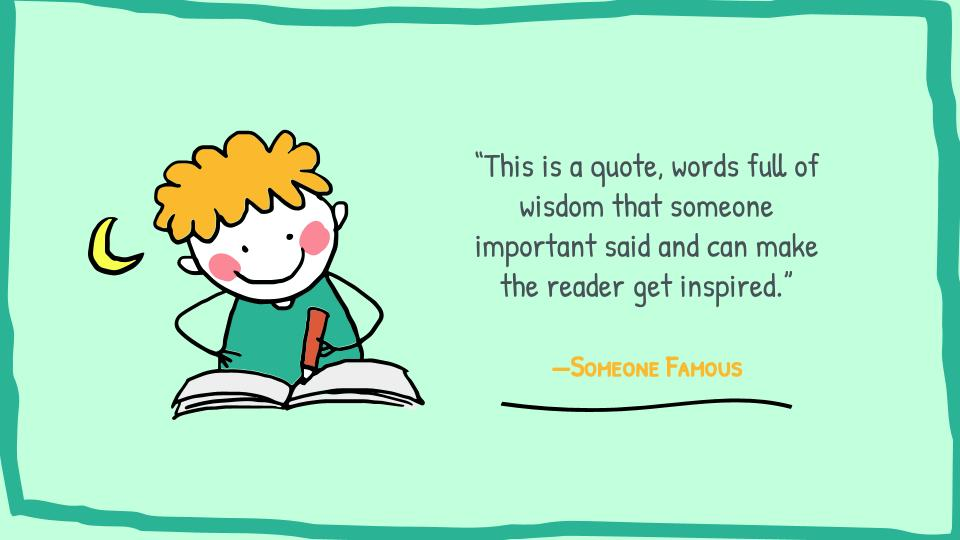 “This is a quote, words full of
wisdom that someone
important said and can make
the reader get inspired.”
—Someone Famous